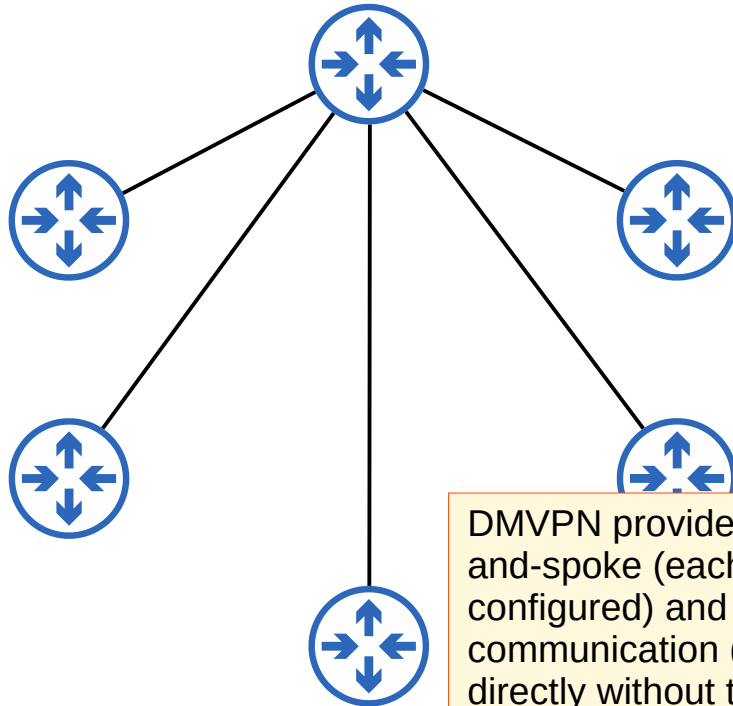 DMVPN provide
and-spoke (each
configured) and
communication
directly without